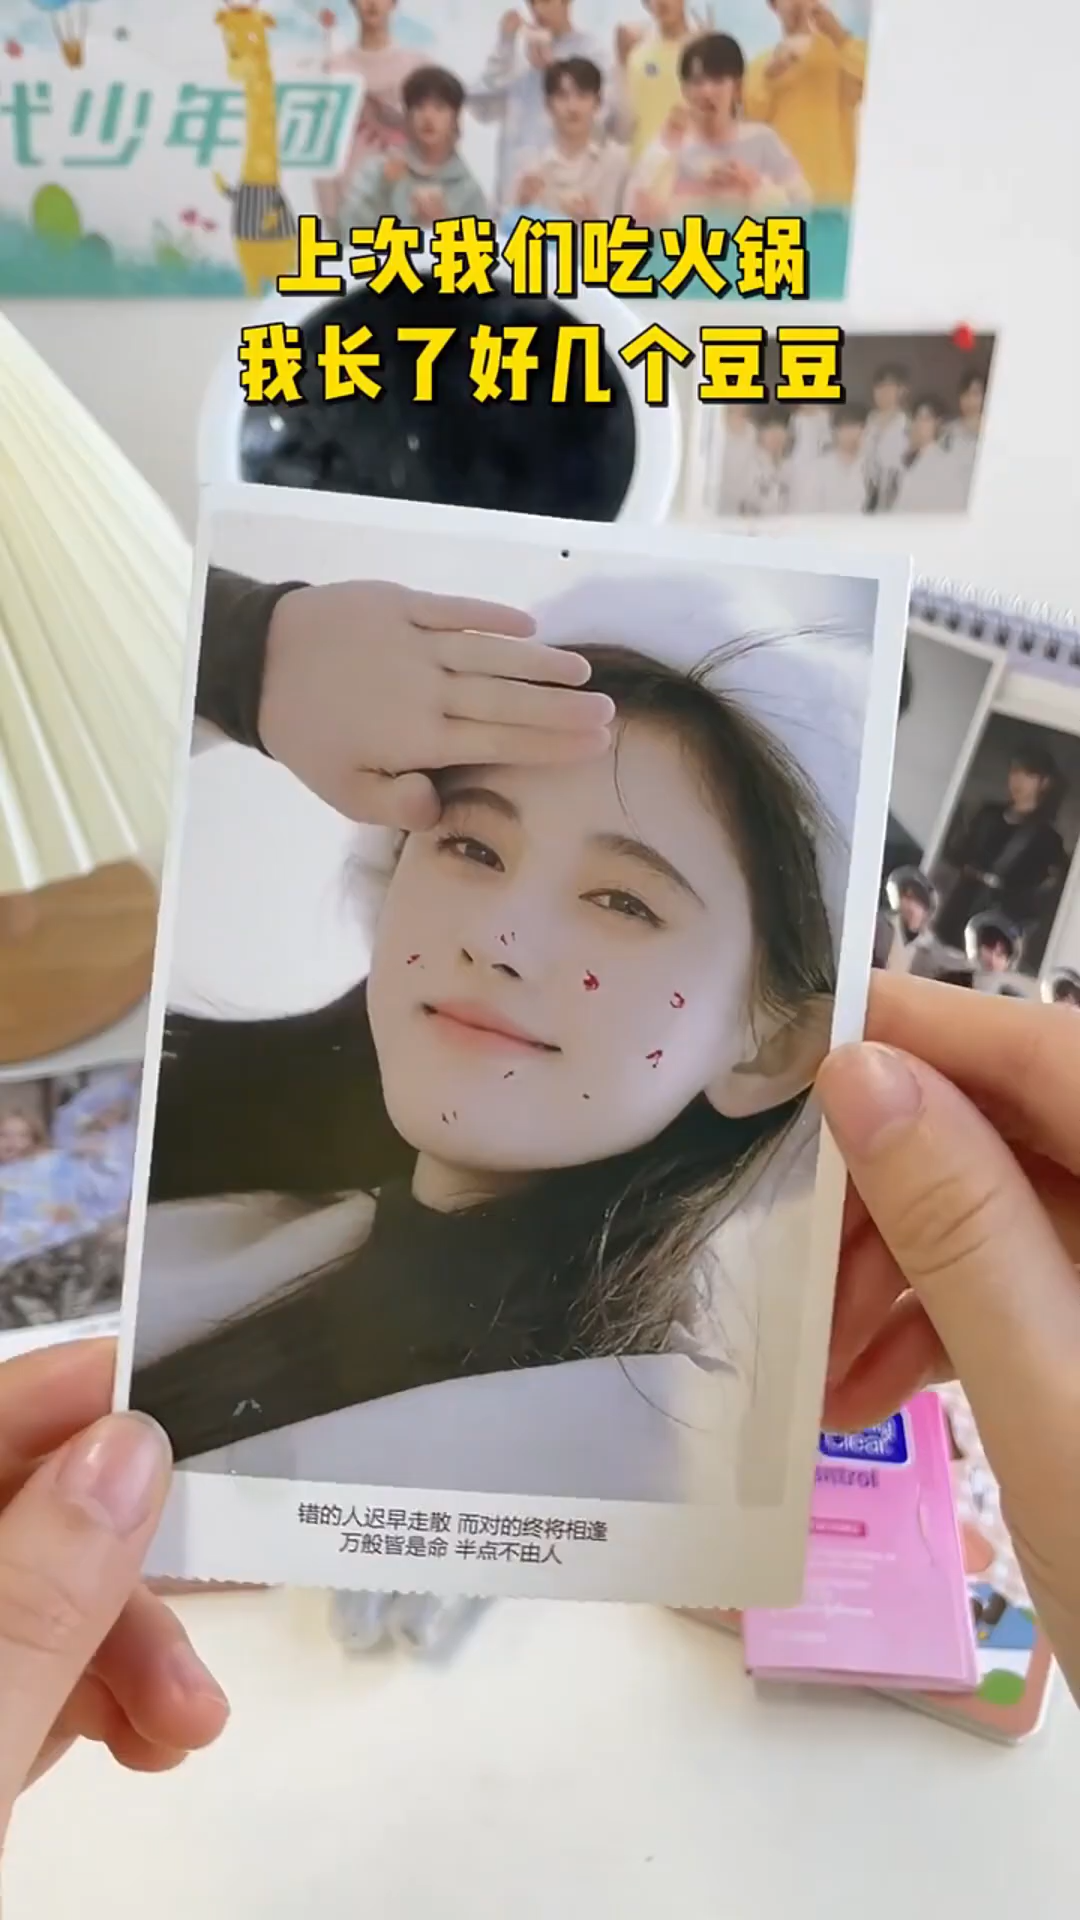 代少年团
上次我们吃火锅
我长了好几个豆豆
错的人迟早走散 而对的终将相逢
万般皆是命 半点不由人
Clear